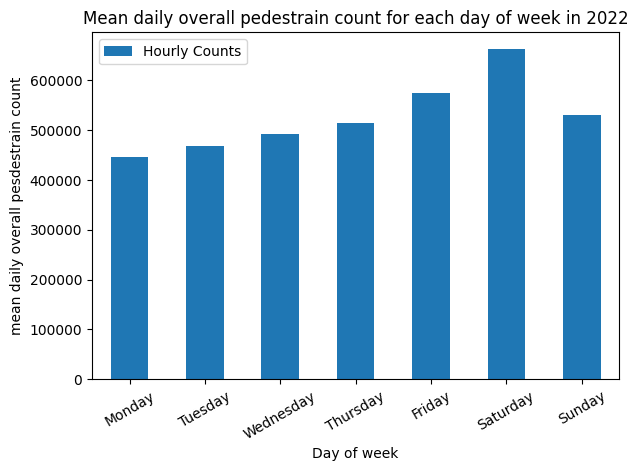 Mean daily overall pedestrain count for each day of week in 2022
Hourly Counts
mean daily overall pesdestrain count
600000
500000
400000
300000
200000
100000
0
Monday
Tuesday
Wednesday
Thursday
Friday
Saturday
Sunday
Day of week